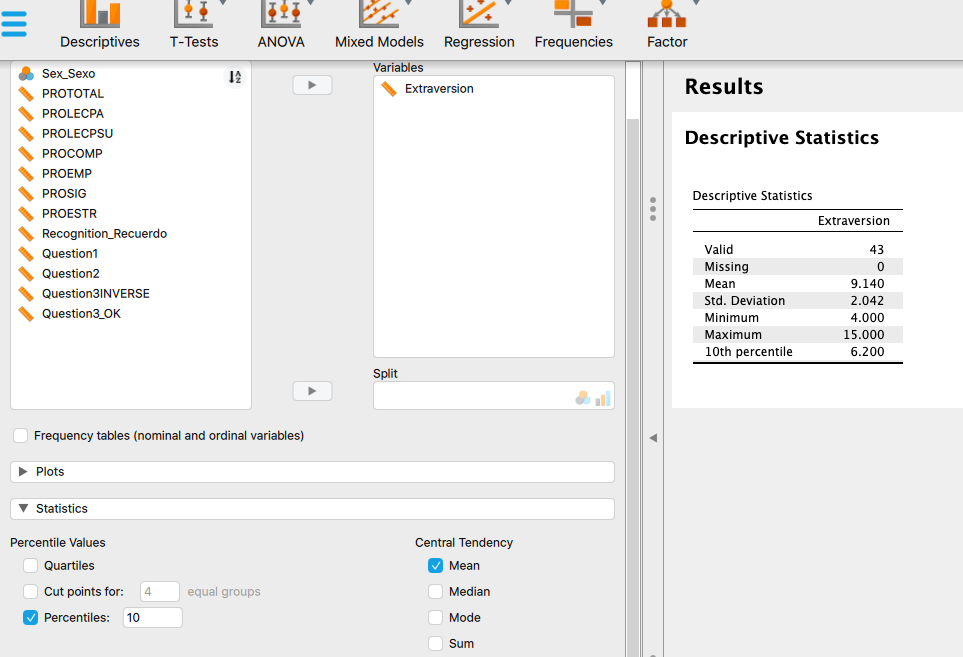 Descriptives
T-Tests
ANOVA
Mixed Models
Regression
Frequencies
Factor
Sex_Sexo
PROTOTAL
PROLECPA
PROLECPSU
PROCOMP
PROEMP
PROSIG
PROESTR
Recognition_Recuerdo
Question1
Question2
Question3INVERSE
Question3_OK
Variables
Extraversion
Split
Frequency tables (nominal and ordinal variables)
Plots
Statistics
Percentile Values
Quartiles
Cut points for: 4 equal groups
Percentiles: 10
Central Tendency
Mean
Median
Mode
Sum
Results
Descriptive Statistics
Descriptive Statistics
Extraversion
Valid 43
Missing 0
Mean 9.140
Std. Deviation 2.042
Minimum 4.000
Maximum 15.000
10th percentile 6.200